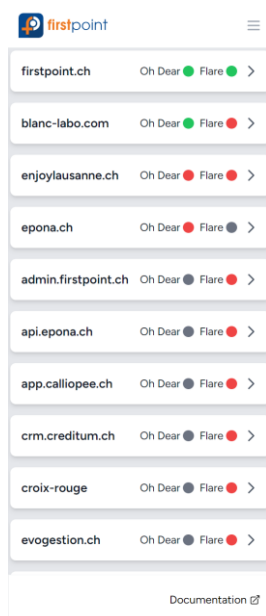 firstpoint
firstpoint.ch Oh Dear Flare
blanc-labo.com Oh Dear Flare
enjoylausanne.ch Oh Dear Flare
epona.ch Oh Dear Flare
admin.firstpoint.ch Oh Dear Flare
api.epona.ch Oh Dear Flare
app.calliopee.ch Oh Dear Flare
crm.creditum.ch Oh Dear Flare
croix-rouge Oh Dear Flare
evogestion.ch Oh Dear Flare
Documentation